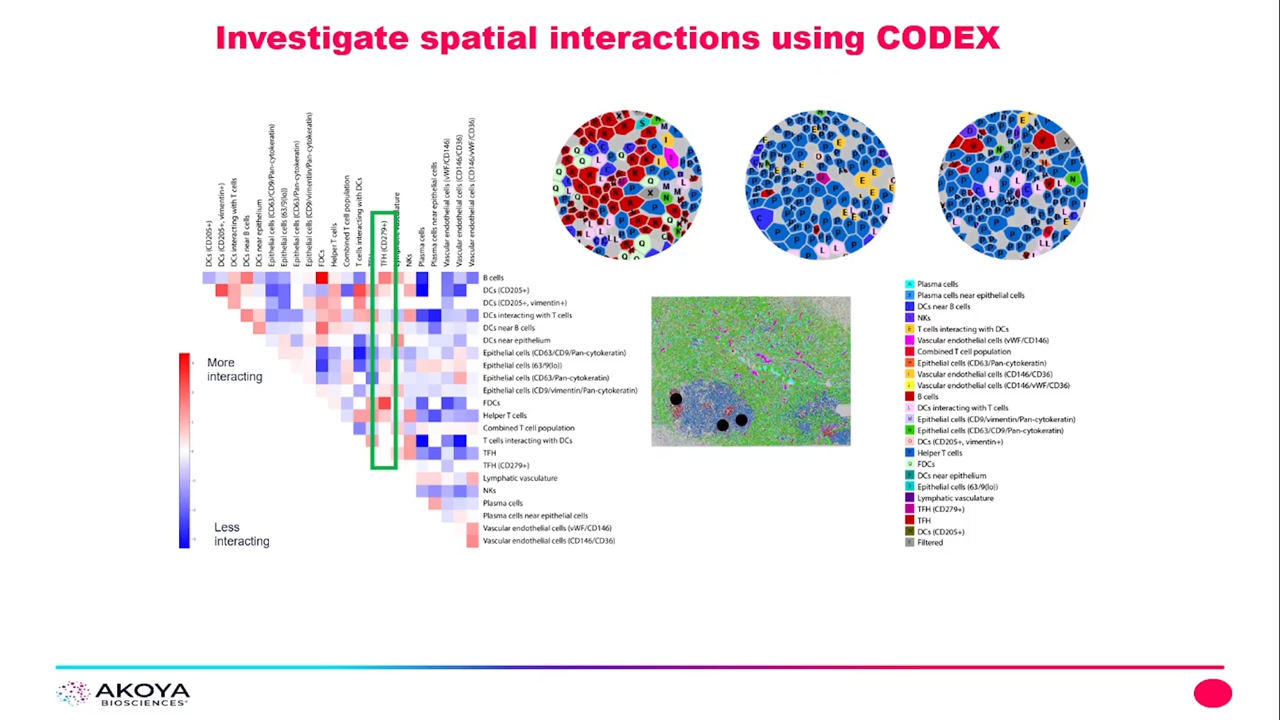 Investigate spatial interactions using CODEX
DCs (CD205+)
DCs (CD205+, vimentin+)
DCs interacting with T cells
DCs near B cells
DCs near epithelium
Epithelial cells (CD63/CD9/Pan-cytokeratin)
Epithelial cells (63/9(lo))
Epithelial cells (CD63/Pan-cytokeratin)
Epithelial cells (CD9/vimentin/Pan-cytokeratin)
FDCs
Helper T cells
Combined T cell population
T cells interacting with DCs
TFH (CD279+)
NKs
Plasma cells
Plasma cells near epithelial cells
Vascular endothelial cells (vWF/CD146)
Vascular endothelial cells (CD146/CD36)
Vascular endothelial cells (CD146/vWF/CD36)
B cells
DCs (CD205+)
DCs (CD205+, vimentin+)
DCs interacting with T cells
DCs near B cells
DCs near epithelium
Epithelial cells (CD63/CD9/Pan-cytokeratin)
Epithelial cells (63/9(lo))
Epithelial cells (CD63/Pan-cytokeratin)
Epithelial cells (CD9/vimentin/Pan-cytokeratin)
FDCs
Helper T cells
Combined T cell population
T cells interacting with DCs
TFH
TFH (CD279+)
Lymphatic vasculature
NKs
Plasma cells
Plasma cells near epithelial cells
Vascular endothelial cells (vWF/CD146)
Vascular endothelial cells (CD146/CD36)
More
interacting
Less
interacting
Plasma cells
Plasma cells near epithelial cells
DCs near B cells
NKs
T cells interacting with DCs
Vascular endothelial cells (vWF/CD146)
Combined T cell population
Epithelial cells (CD63/Pan-cytokeratin)
Vascular endothelial cells (CD146/CD36)
Vascular endothelial cells (CD146/vWF/CD36)
B cells
DCs interacting with T cells
Epithelial cells (CD9/vimentin/Pan-cytokeratin)
Epithelial cells (CD63/CD9/Pan-cytokeratin)
DCs (CD205+, vimentin+)
Helper T cells
FDCs
DCs near epithelium
Epithelial cells (63/9(lo))
Lymphatic vasculature
TFH (CD279+)
TFH
DCs (CD205+)
Filtered
AKOYA
BIOSCIENCES